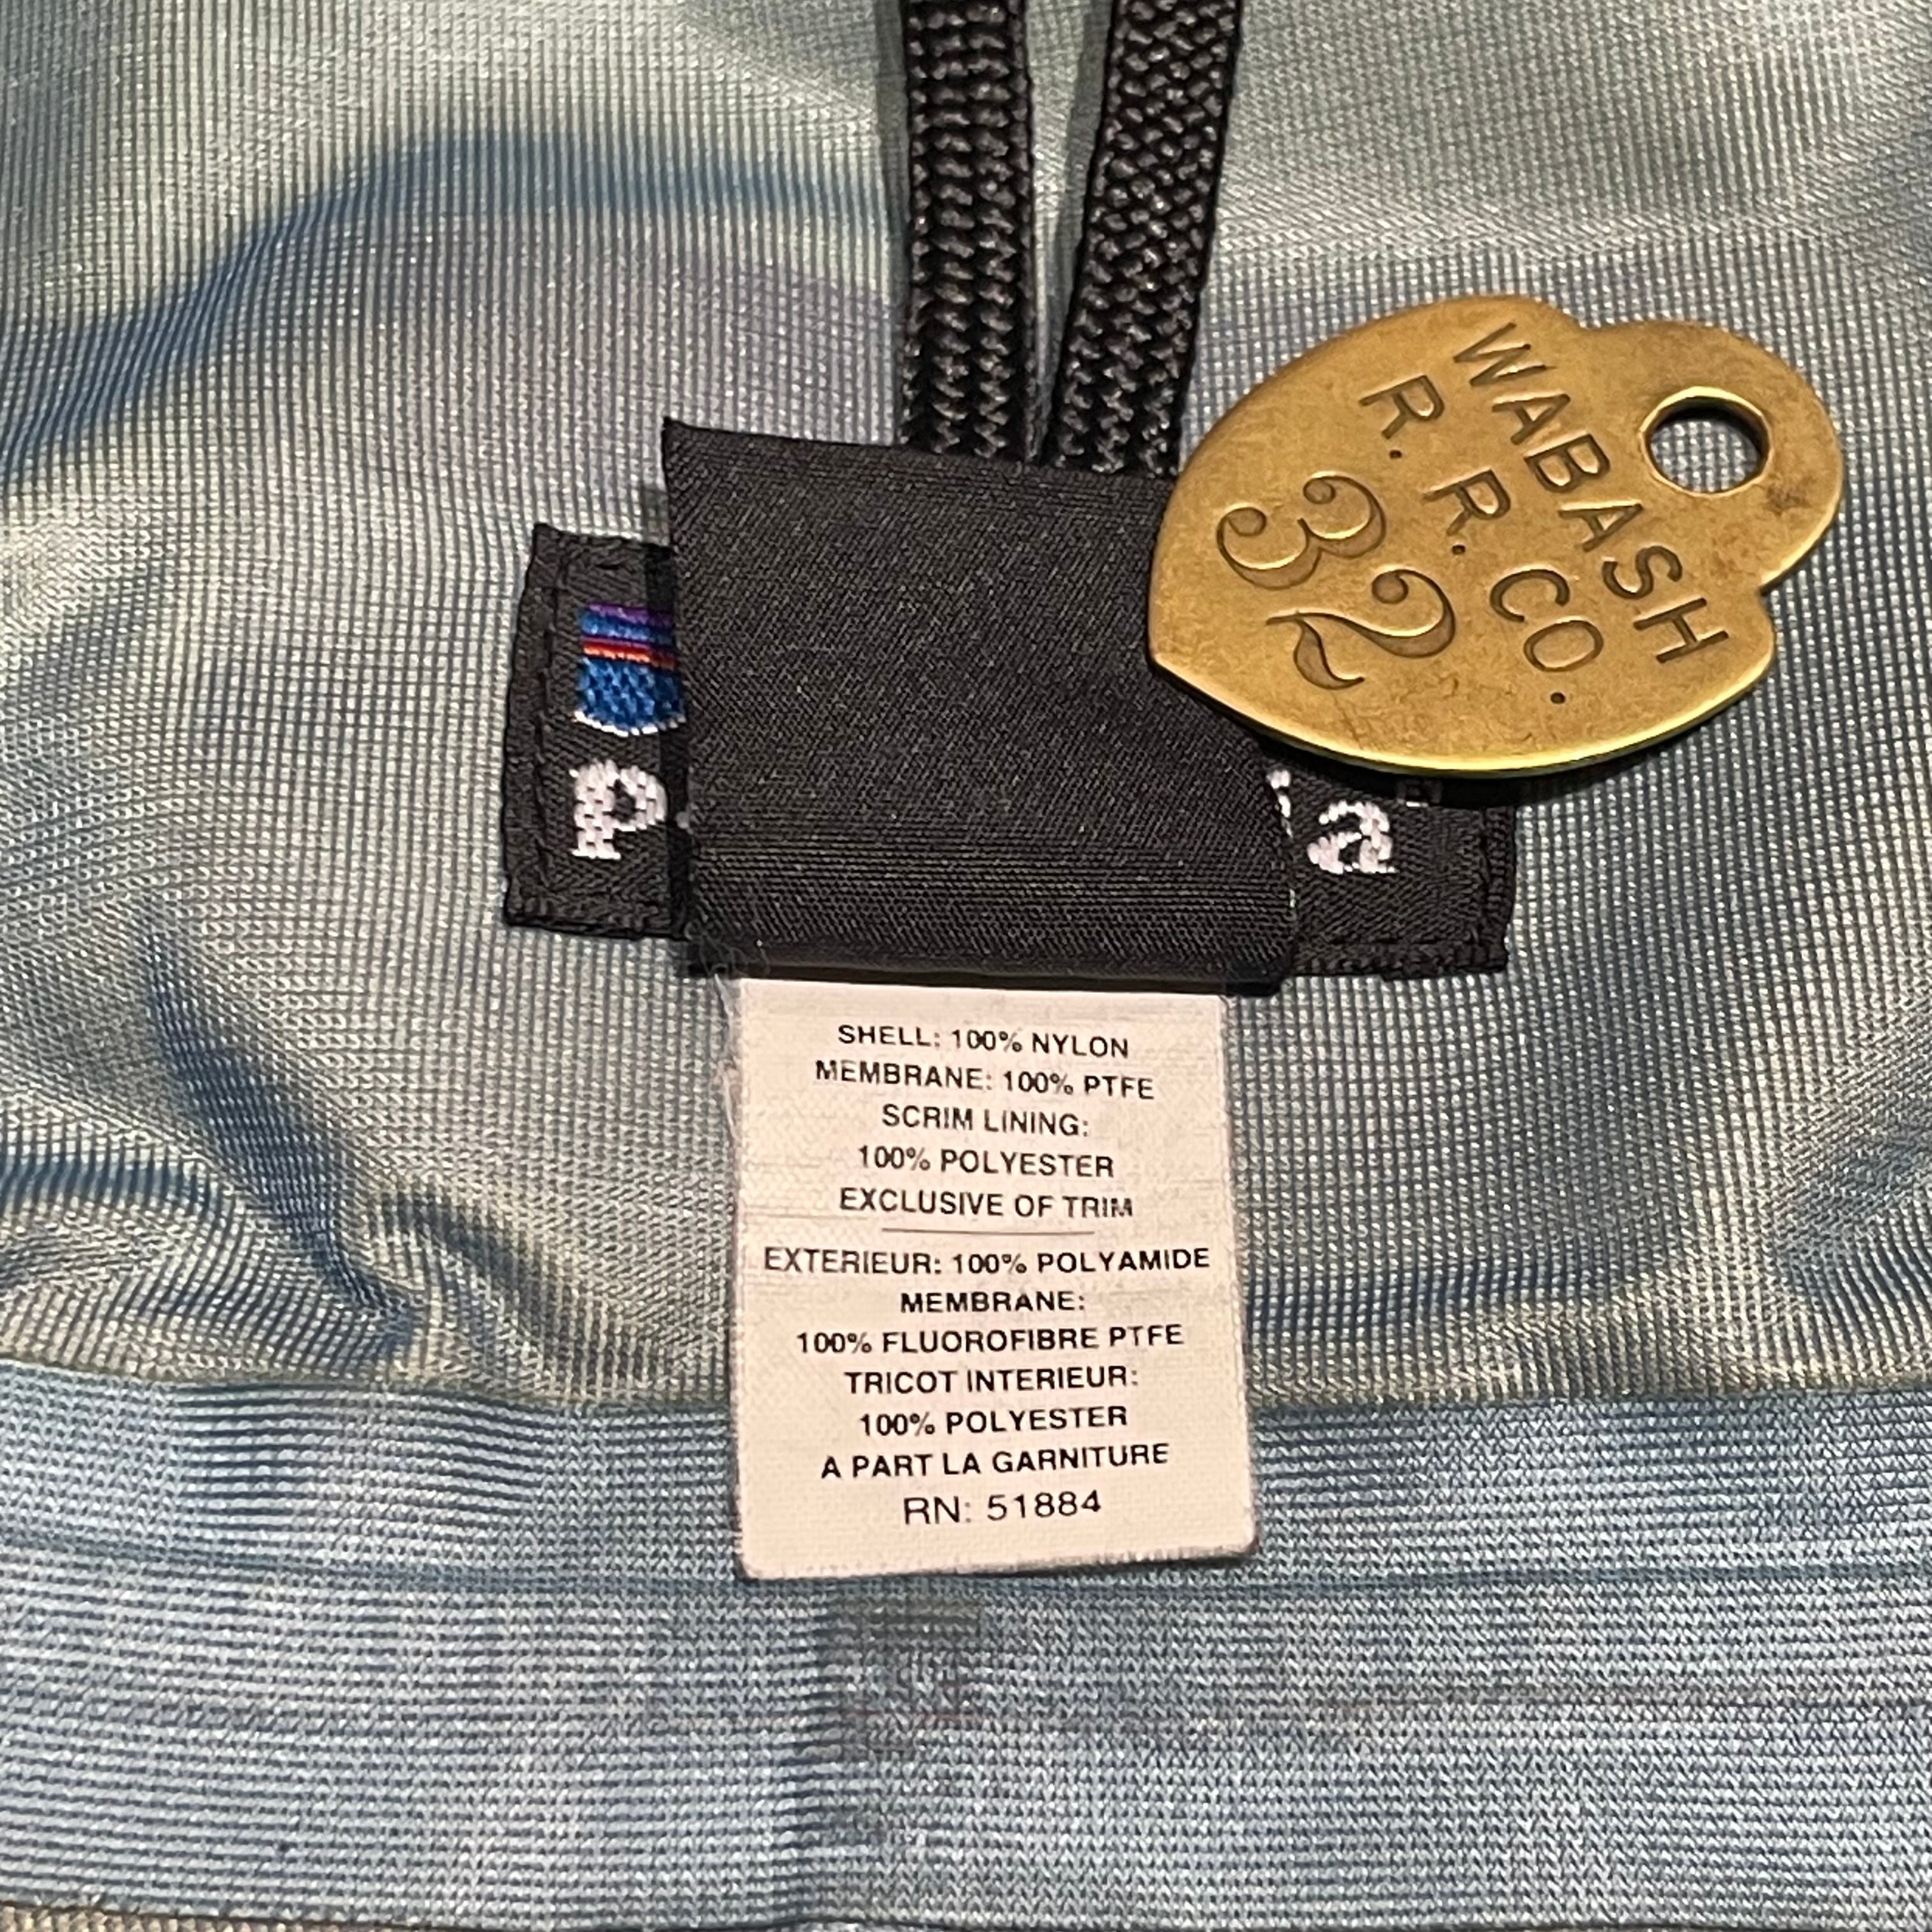 WABASH
R. R. CO.
32
p
a
SHELL: 100% NYLON
MEMBRANE: 100% PTFE
SCRIM LINING:
100% POLYESTER
EXCLUSIVE OF TRIM
EXTERIEUR: 100% POLYAMIDE
MEMBRANE:
100% FLUOROFIBRE PTFE
TRICOT INTERIEUR:
100% POLYESTER
A PART LA GARNITURE
RN: 51884